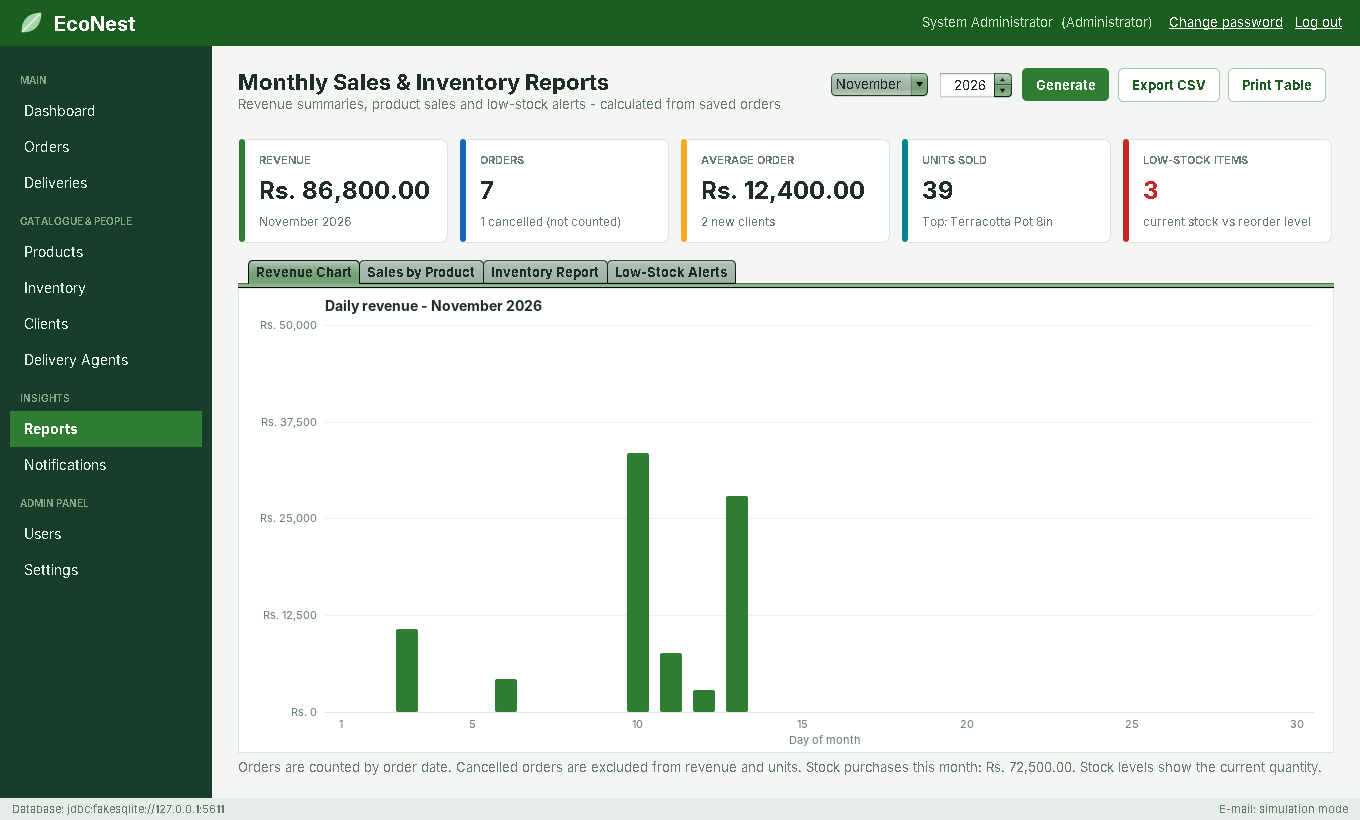 EcoNest
System Administrator (Administrator) Change password Log out
MAIN
Dashboard
Orders
Deliveries
CATALOGUE & PEOPLE
Products
Inventory
Clients
Delivery Agents
INSIGHTS
Reports
Notifications
ADMIN PANEL
Users
Settings
Monthly Sales & Inventory Reports
Revenue summaries, product sales and low-stock alerts - calculated from saved orders
November 2026 Generate Export CSV Print Table
REVENUE
Rs. 86,800.00
November 2026
ORDERS
7
1 cancelled (not counted)
AVERAGE ORDER
Rs. 12,400.00
2 new clients
UNITS SOLD
39
Top: Terracotta Pot 8in
LOW-STOCK ITEMS
3
current stock vs reorder level
Revenue Chart Sales by Product Inventory Report Low-Stock Alerts
Daily revenue - November 2026
Rs. 50,000
Rs. 37,500
Rs. 25,000
Rs. 12,500
Rs. 0
1 5 10 15 20 25 30
Day of month
Orders are counted by order date. Cancelled orders are excluded from revenue and units. Stock purchases this month: Rs. 72,500.00. Stock levels show the current quantity.
Database: jdbc:fakesqlite://127.0.0.1:5611
E-mail: simulation mode